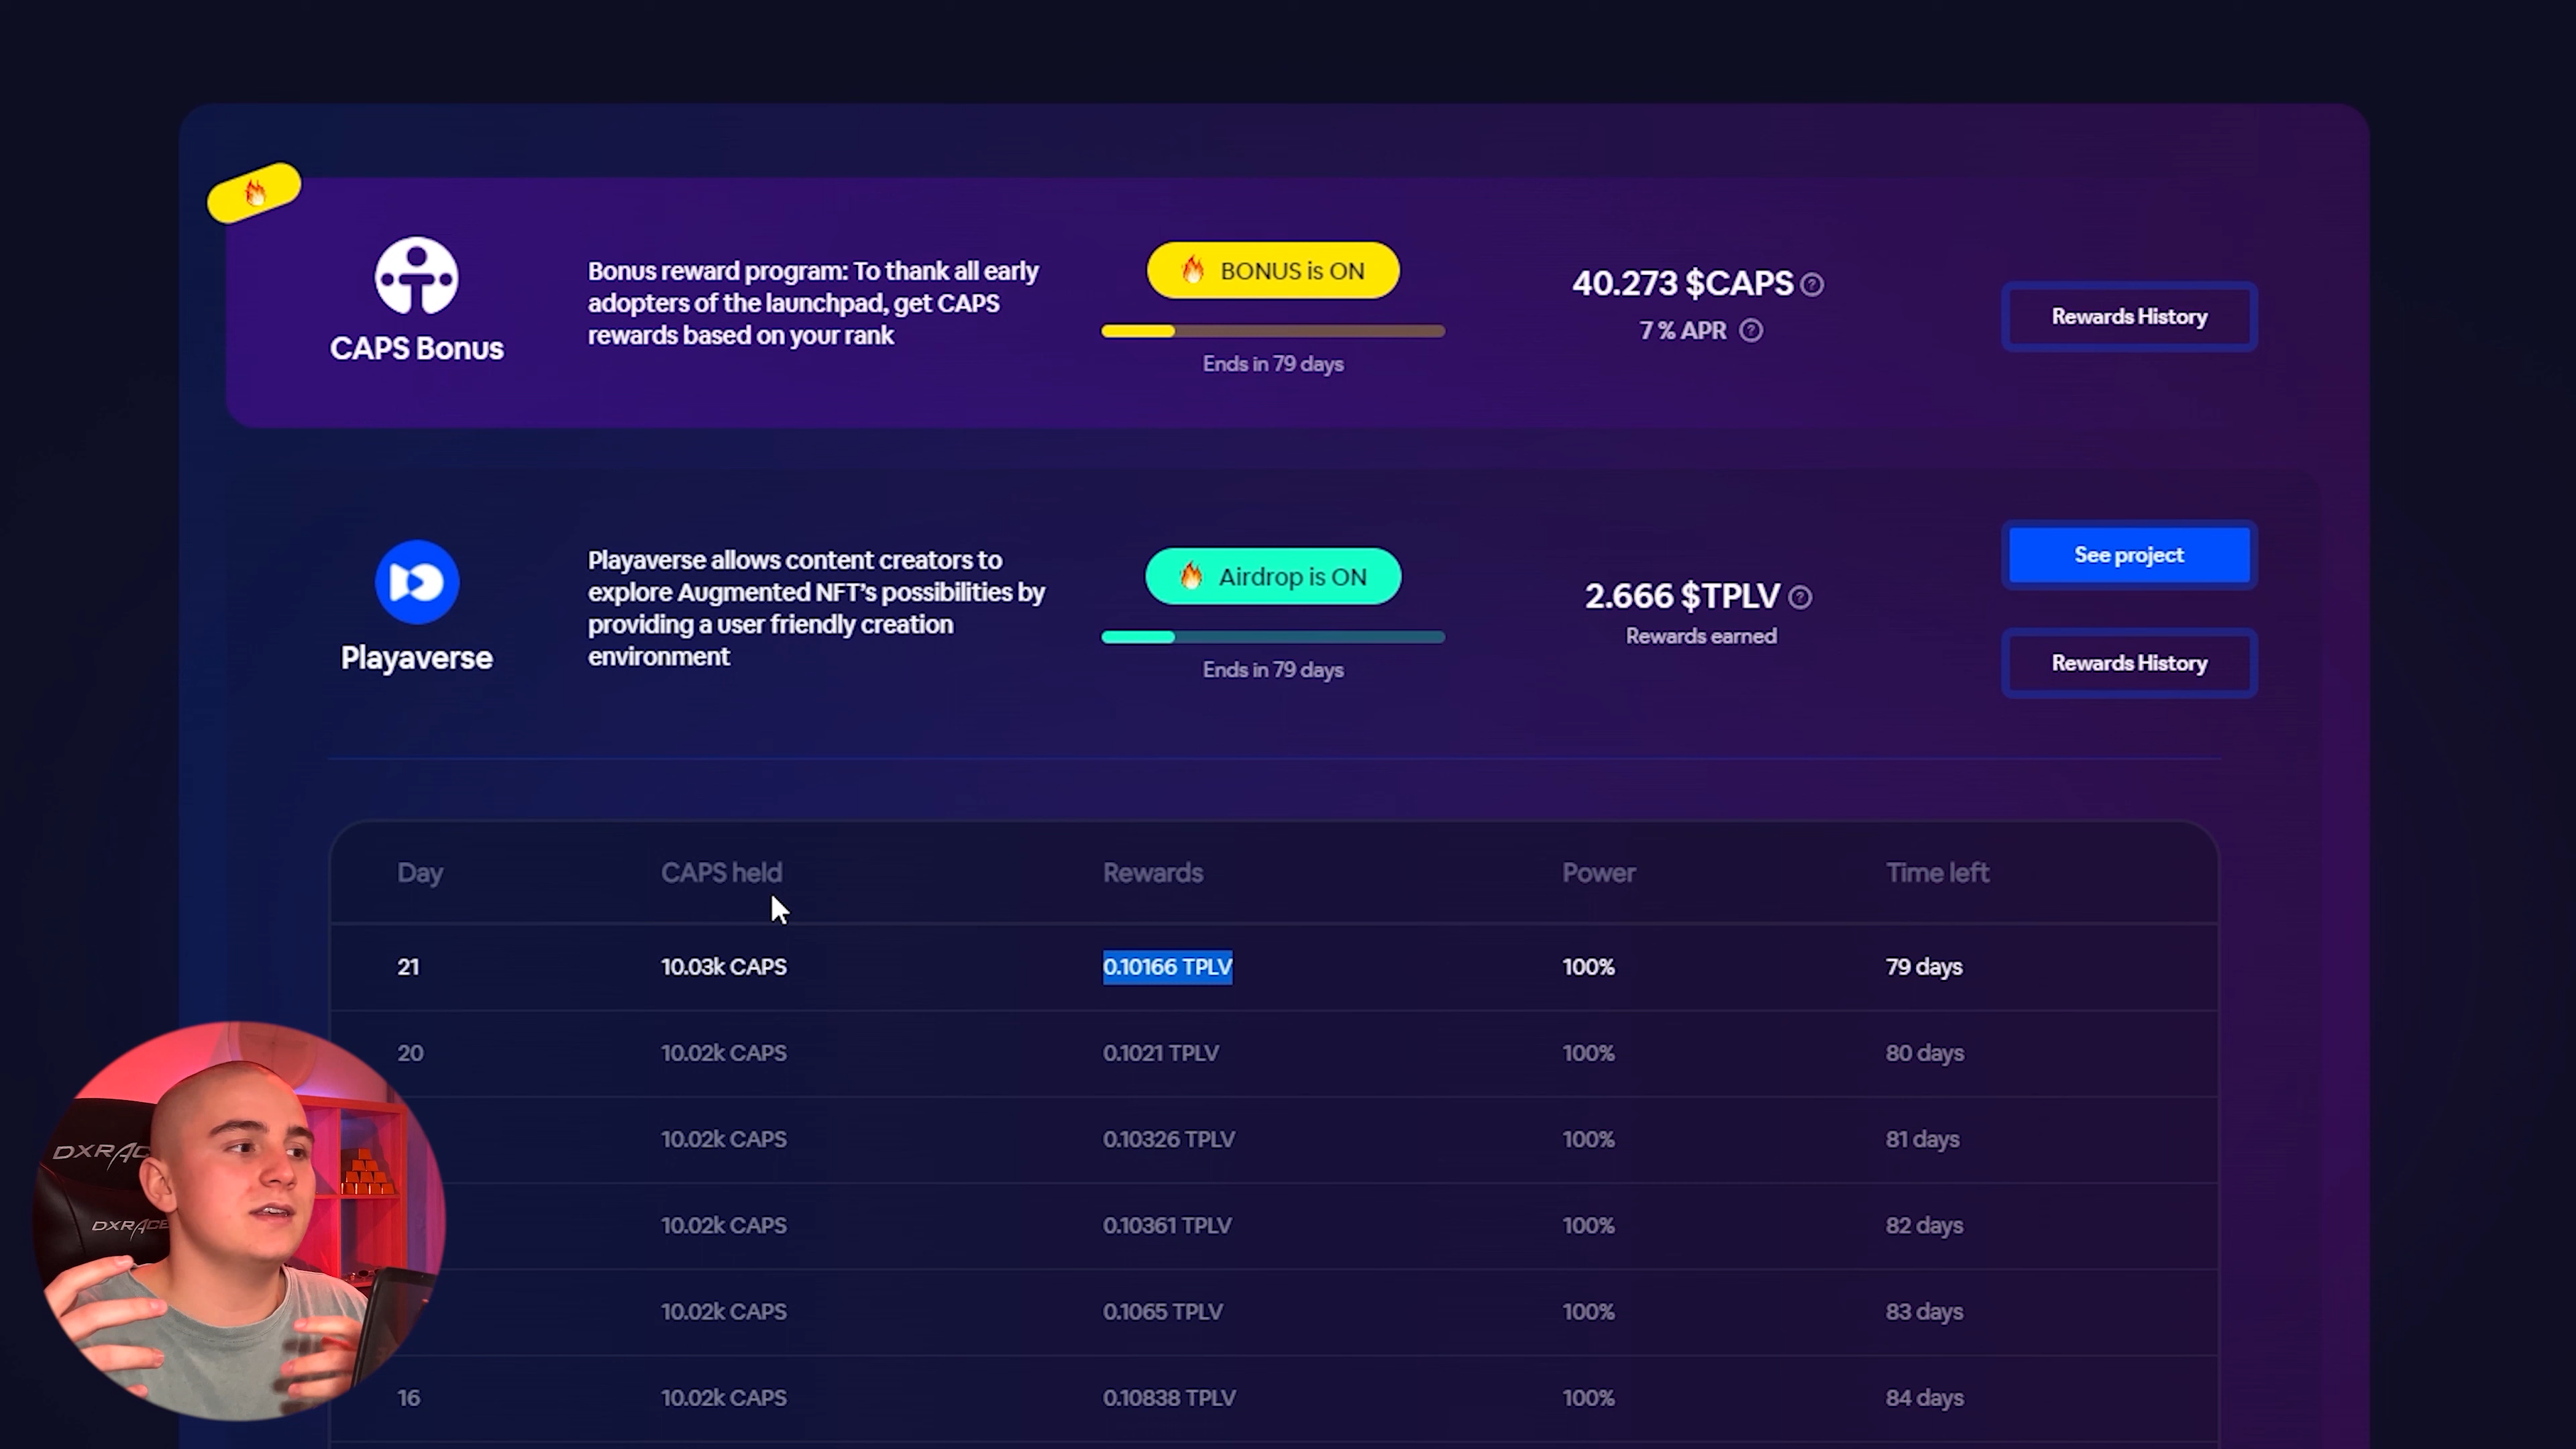 CAPS Bonus
Bonus reward program: To thank all early
adopters of the launchpad, get CAPS
rewards based on your rank
BONUS is ON
Ends in 79 days
40.273 $CAPS ?
7 % APR ?
Rewards History
Playaverse
Playaverse allows content creators to
explore Augmented NFT's possibilities by
providing a user friendly creation
environment
Airdrop is ON
Ends in 79 days
2.666 $TPLV ?
Rewards earned
See project
Rewards History
Day CAPS held Rewards Power Time left
21 10.03k CAPS 0.10166 TPLV 100% 79 days
20 10.02k CAPS 0.1021 TPLV 100% 80 days
10.02k CAPS 0.10326 TPLV 100% 81 days
10.02k CAPS 0.10361 TPLV 100% 82 days
10.02k CAPS 0.1065 TPLV 100% 83 days
16 10.02k CAPS 0.10838 TPLV 100% 84 days
DXRACE